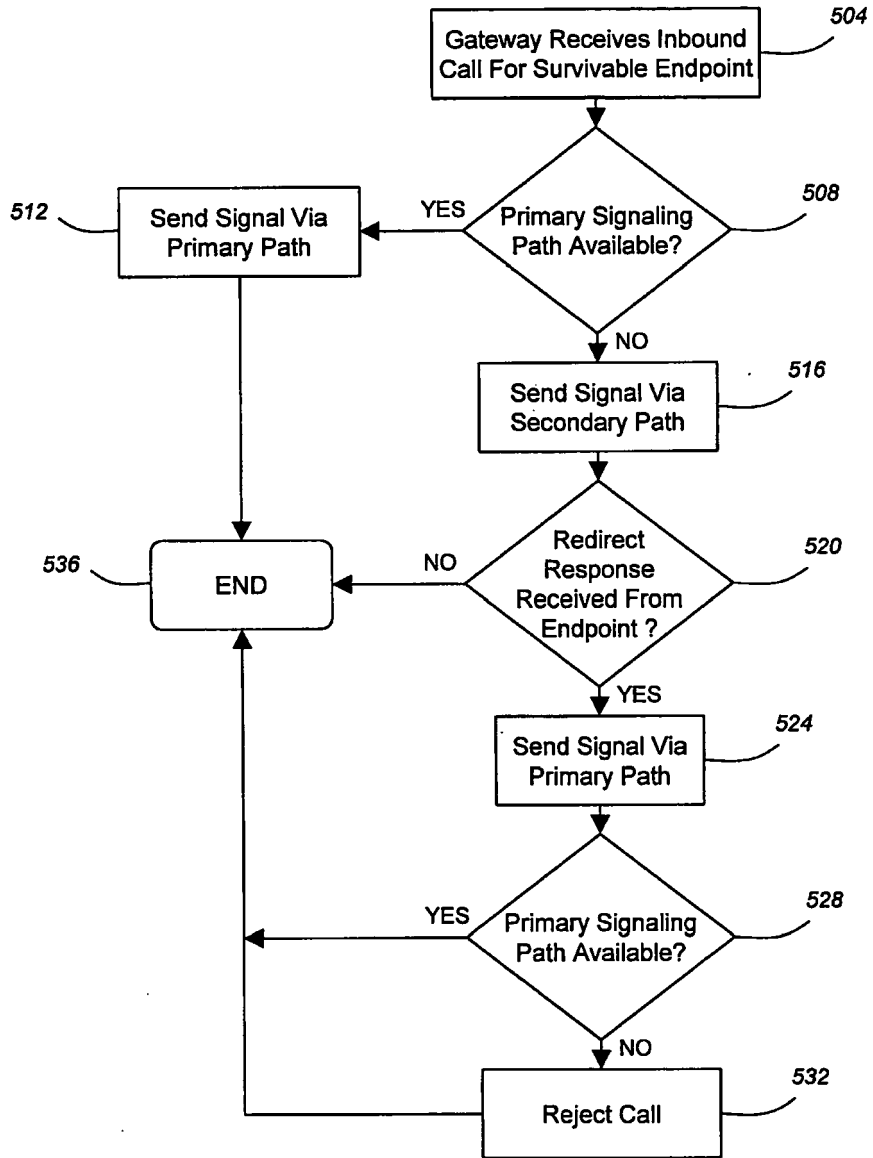 504
Gateway Receives Inbound
Call For Survivable Endpoint
512
Send Signal Via
Primary Path
YES
Primary Signaling
Path Available?
508
NO
516
Send Signal Via
Secondary Path
536
END
NO
Redirect
Response
Received From
Endpoint ?
520
YES
524
Send Signal Via
Primary Path
YES
Primary Signaling
Path Available?
528
NO
532
Reject Call